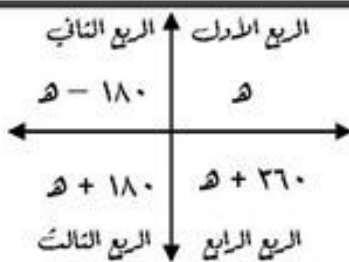 الربع الأول
الربع الثاني
هـ
١٨٠ − هـ
٣٦٠ + هـ
١٨٠ + هـ
الربع الرابع
الربع الثالث